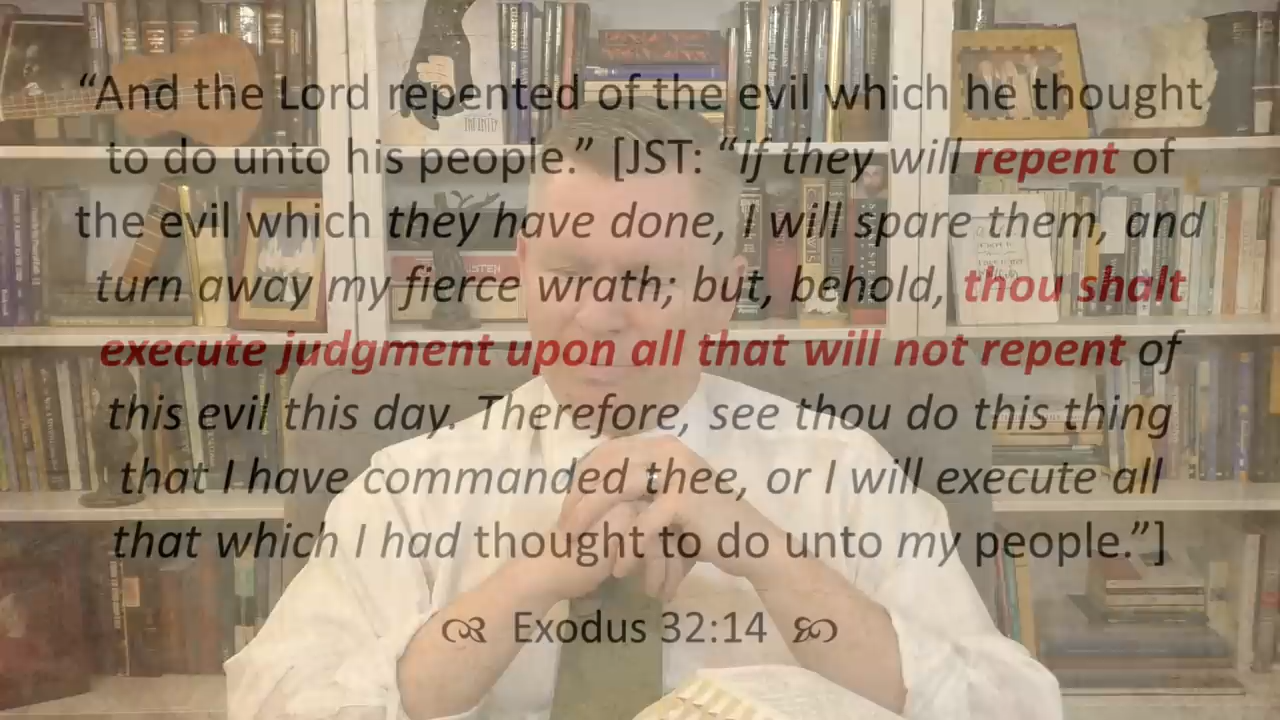 “And the Lord repented of the evil which he thought
to do unto his people.” [JST: “If they will repent of
the evil which they have done, I will spare them, and
turn away my fierce wrath; but, behold, thou shalt
execute judgment upon all that will not repent of
this evil this day. Therefore, see thou do this thing
that I have commanded thee, or I will execute all
that which I had thought to do unto my people.”]
Exodus 32:14